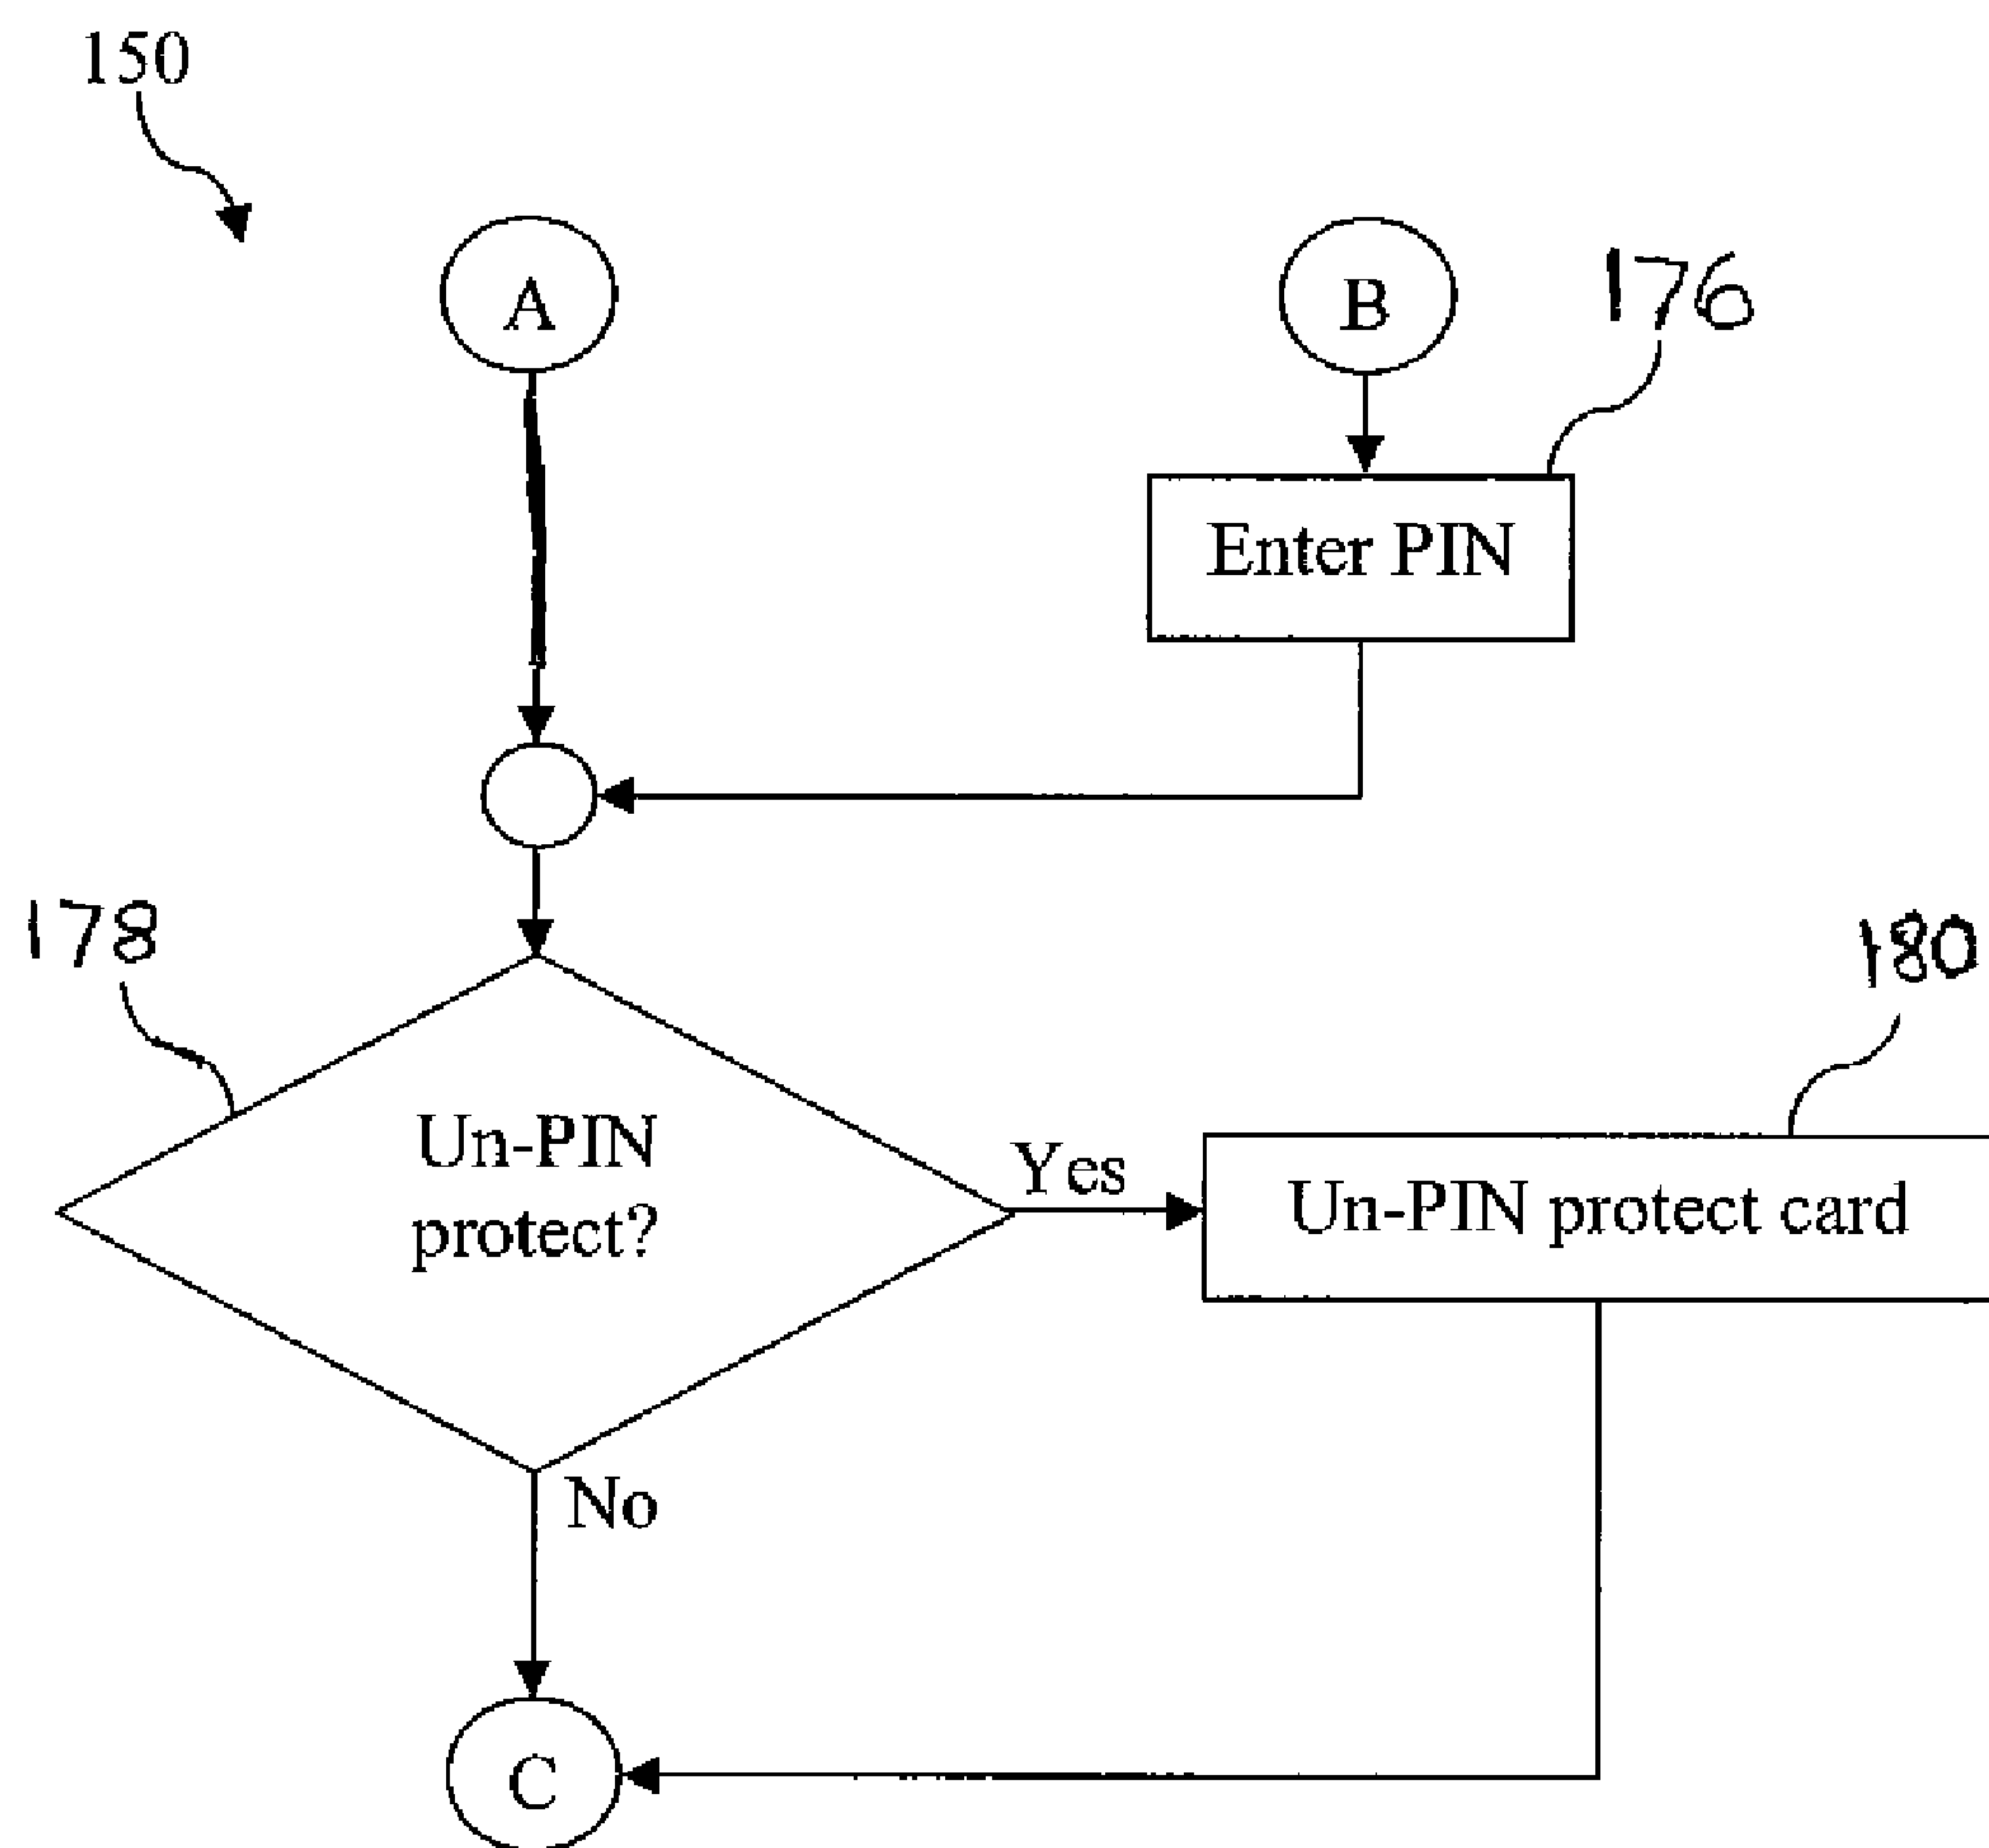 150
A
B
176
Enter PIN
178
180
Un-PIN
protect?
Yes
Un-PIN protect card
No
C